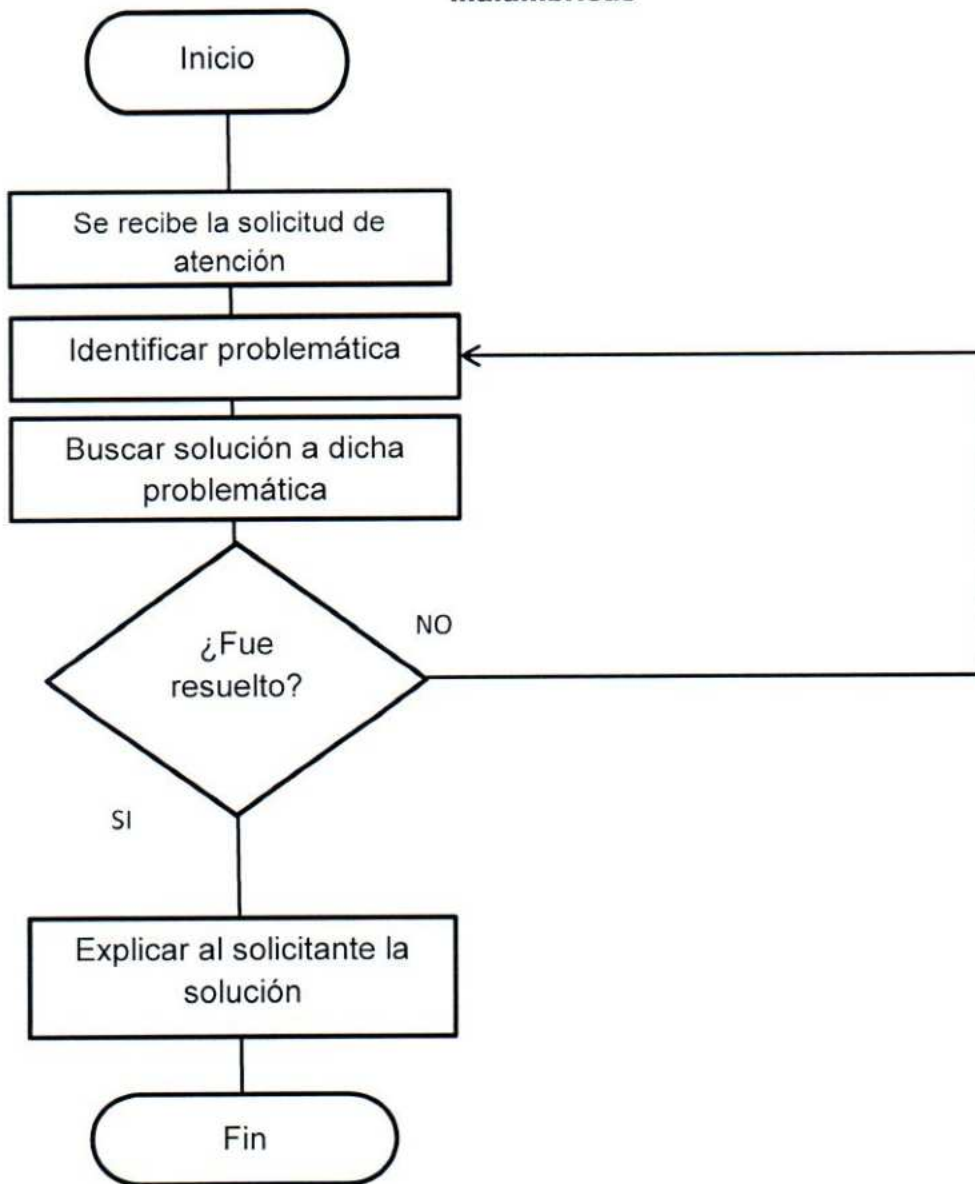 Inicio
Se recibe la solicitud de
atención
Identificar problemática
Buscar solución a dicha
problemática
¿Fue
resuelto?
NO
SI
Explicar al solicitante la
solución
Fin